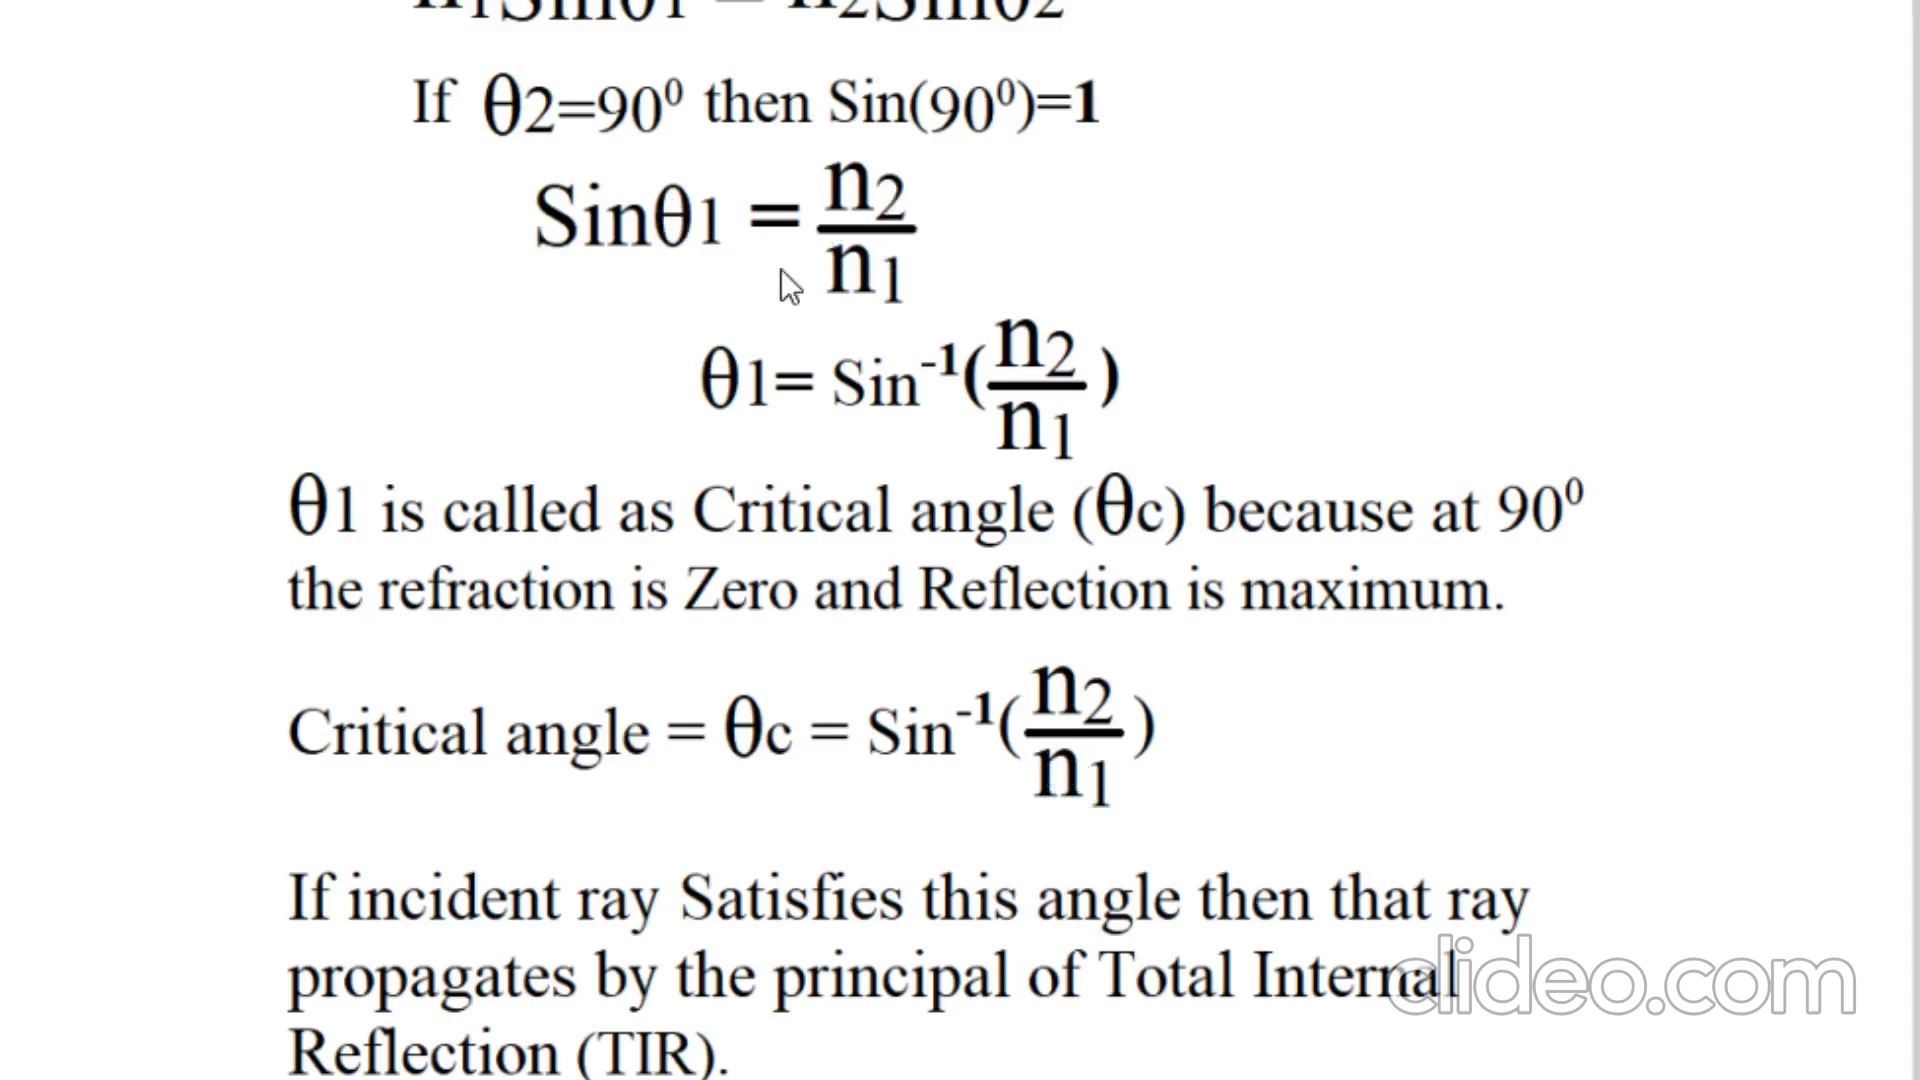 n1Sinθ1 = n2Sinθ2
If θ2=90⁰ then Sin(90⁰)=1
Sinθ1 = n2/n1
θ1= Sin⁻¹(n2/n1)
θ1 is called as Critical angle (θc) because at 90⁰
the refraction is Zero and Reflection is maximum.
Critical angle = θc = Sin⁻¹(n2/n1)
If incident ray Satisfies this angle then that ray
propagates by the principal of Total Internal
Reflection (TIR).
clideo.com